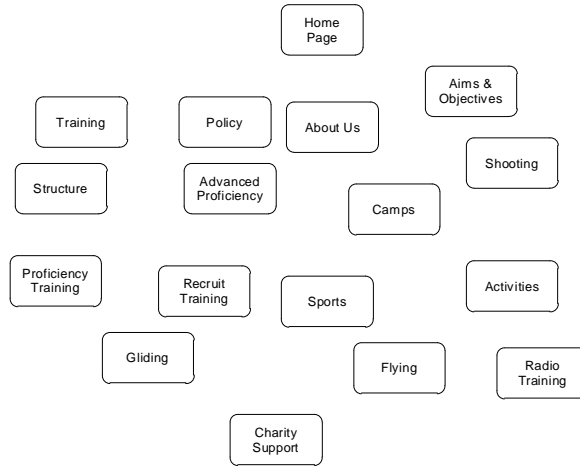 Home
Page
Aims &
Objectives
Training
Policy
About Us
Shooting
Structure
Advanced
Proficiency
Camps
Proficiency
Training
Recruit
Training
Sports
Activities
Gliding
Flying
Radio
Training
Charity
Support